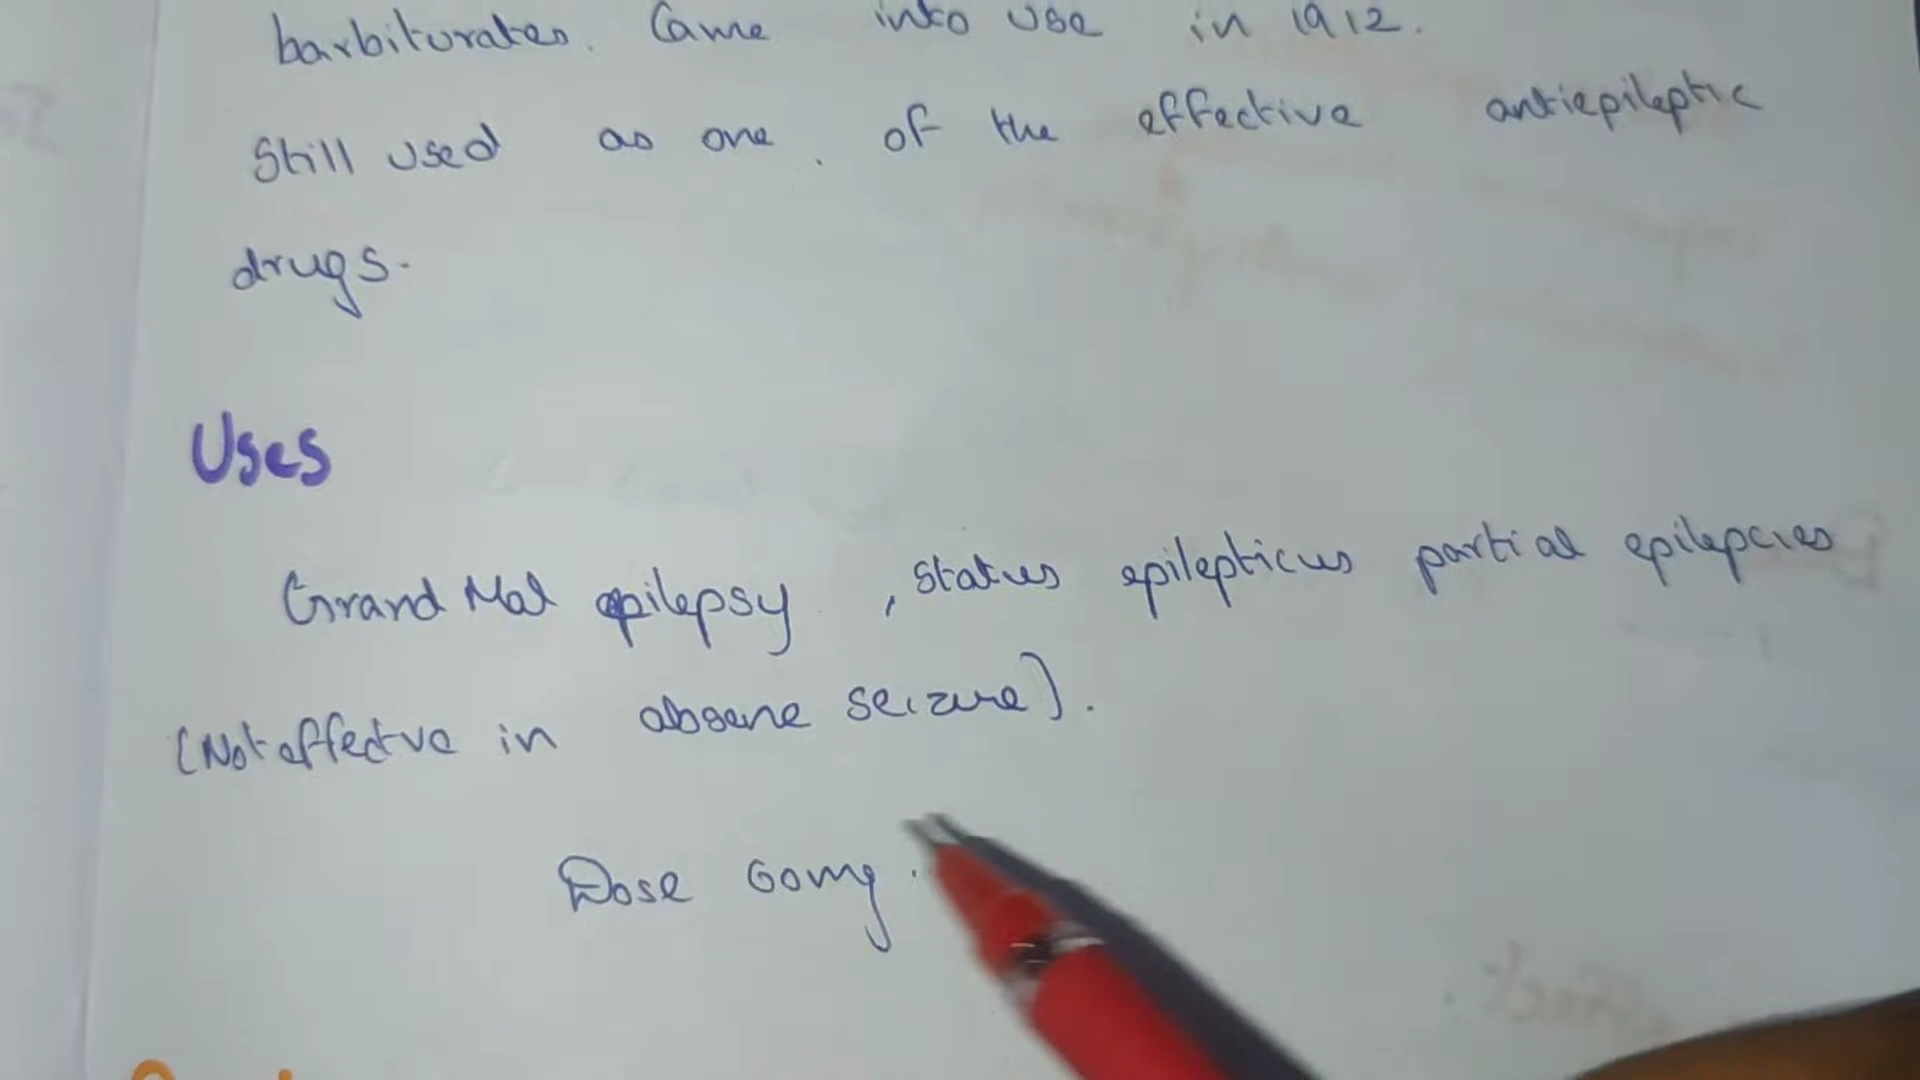 barbiturates. Came into use in 1912.
Still used as one of the effective antiepileptic
drugs.
Uses
Grand Mal epilepsy , Status epilepticus partial epilepcies
(Not effectve in absene seizure).
Dose 60mg.